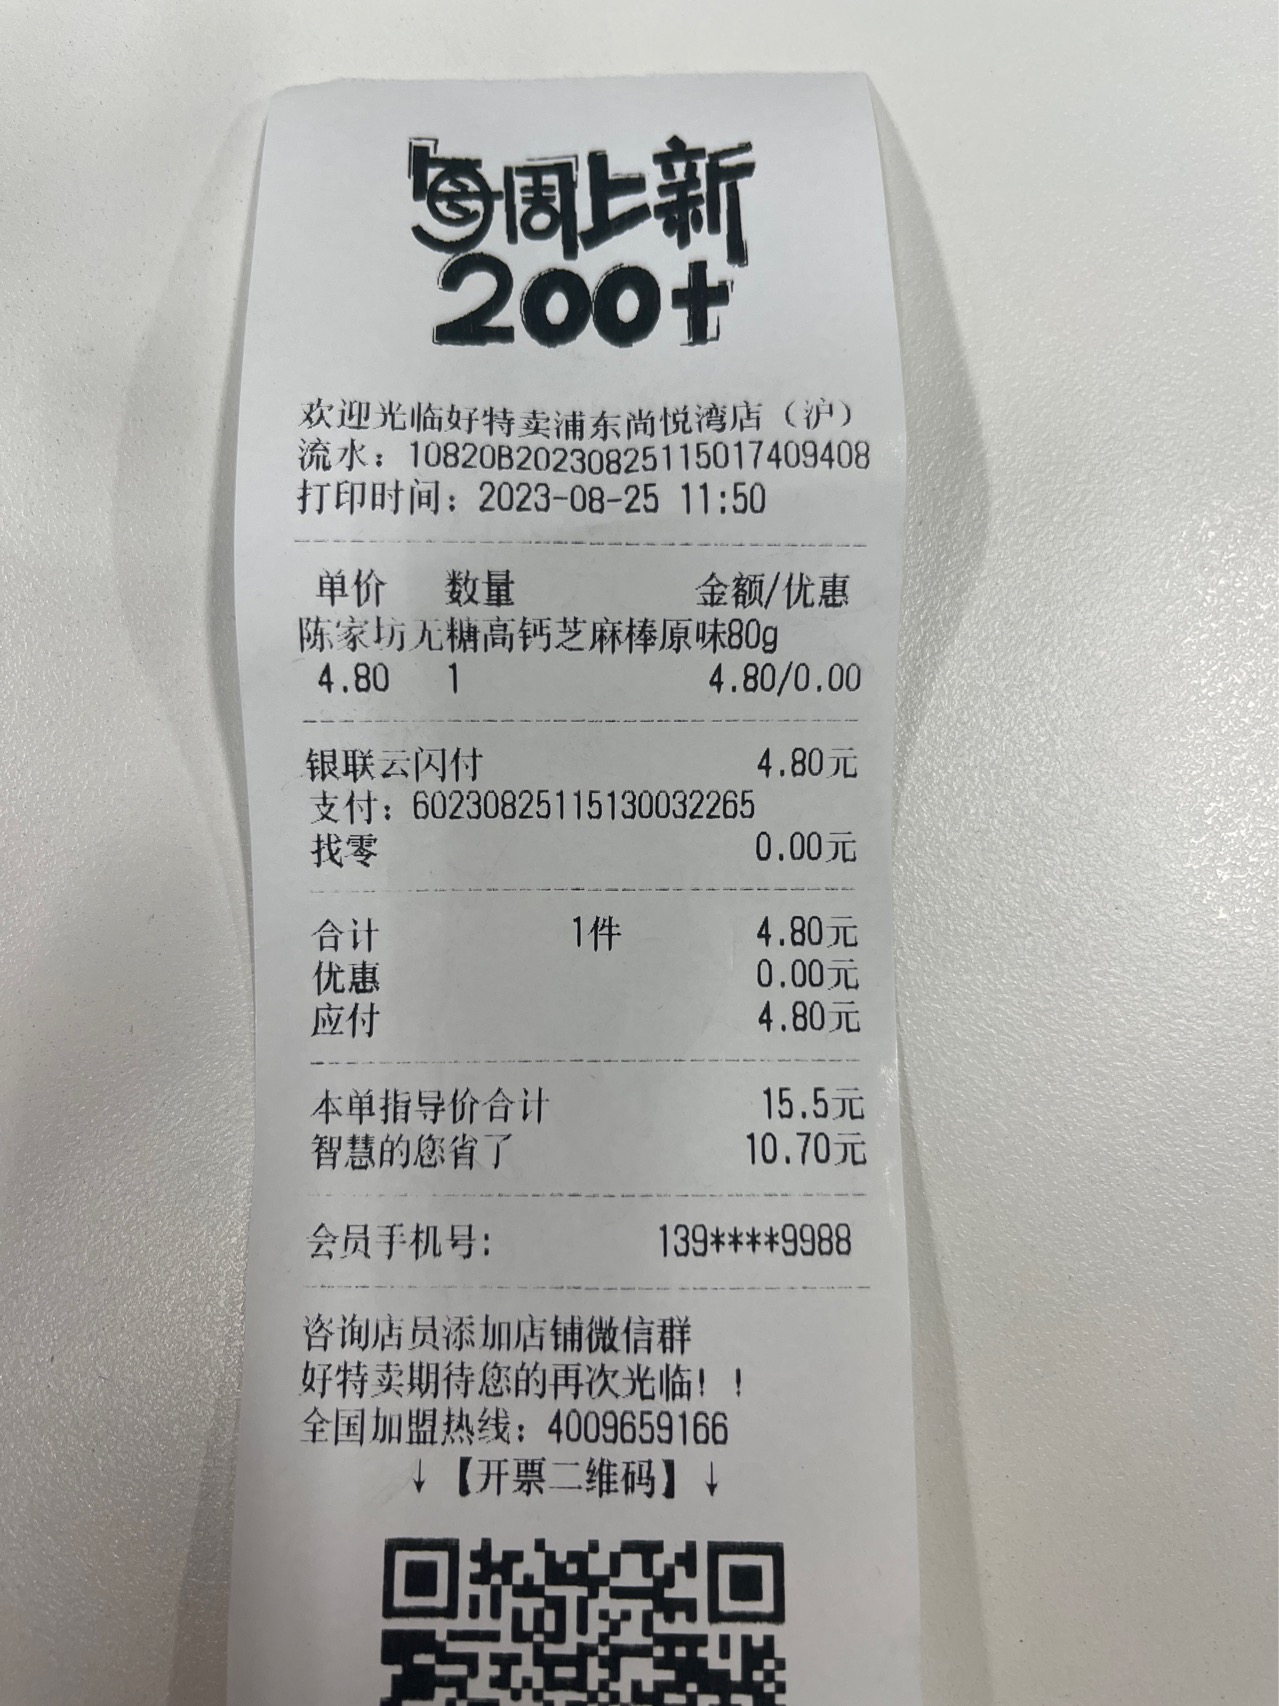 每周上新
200+
欢迎光临好特卖浦东尚悦湾店（沪）
流水：10820B20230825115017409408
打印时间：2023-08-25 11:50
单价 数量 金额/优惠
陈家坊无糖高钙芝麻棒原味80g
4.80 1 4.80/0.00
银联云闪付 4.80元
支付：60230825115130032265
找零 0.00元
合计 1件 4.80元
优惠 0.00元
应付 4.80元
本单指导价合计 15.5元
智慧的您省了 10.70元
会员手机号: 139****9988
咨询店员添加店铺微信群
好特卖期待您的再次光临！！
全国加盟热线：4009659166
↓【开票二维码】↓